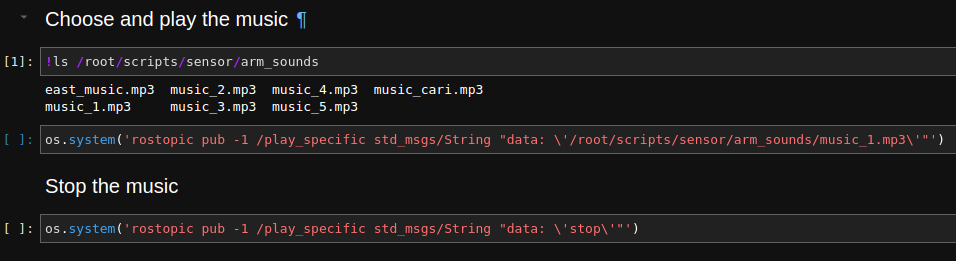 Choose and play the music ¶
[1]: !ls /root/scripts/sensor/arm_sounds
east_music.mp3  music_2.mp3  music_4.mp3  music_cari.mp3
music_1.mp3     music_3.mp3  music_5.mp3
[ ]: os.system('rostopic pub -1 /play_specific std_msgs/String "data: \'/root/scripts/sensor/arm_sounds/music_1.mp3\'"')
Stop the music
[ ]: os.system('rostopic pub -1 /play_specific std_msgs/String "data: \'stop\'"')